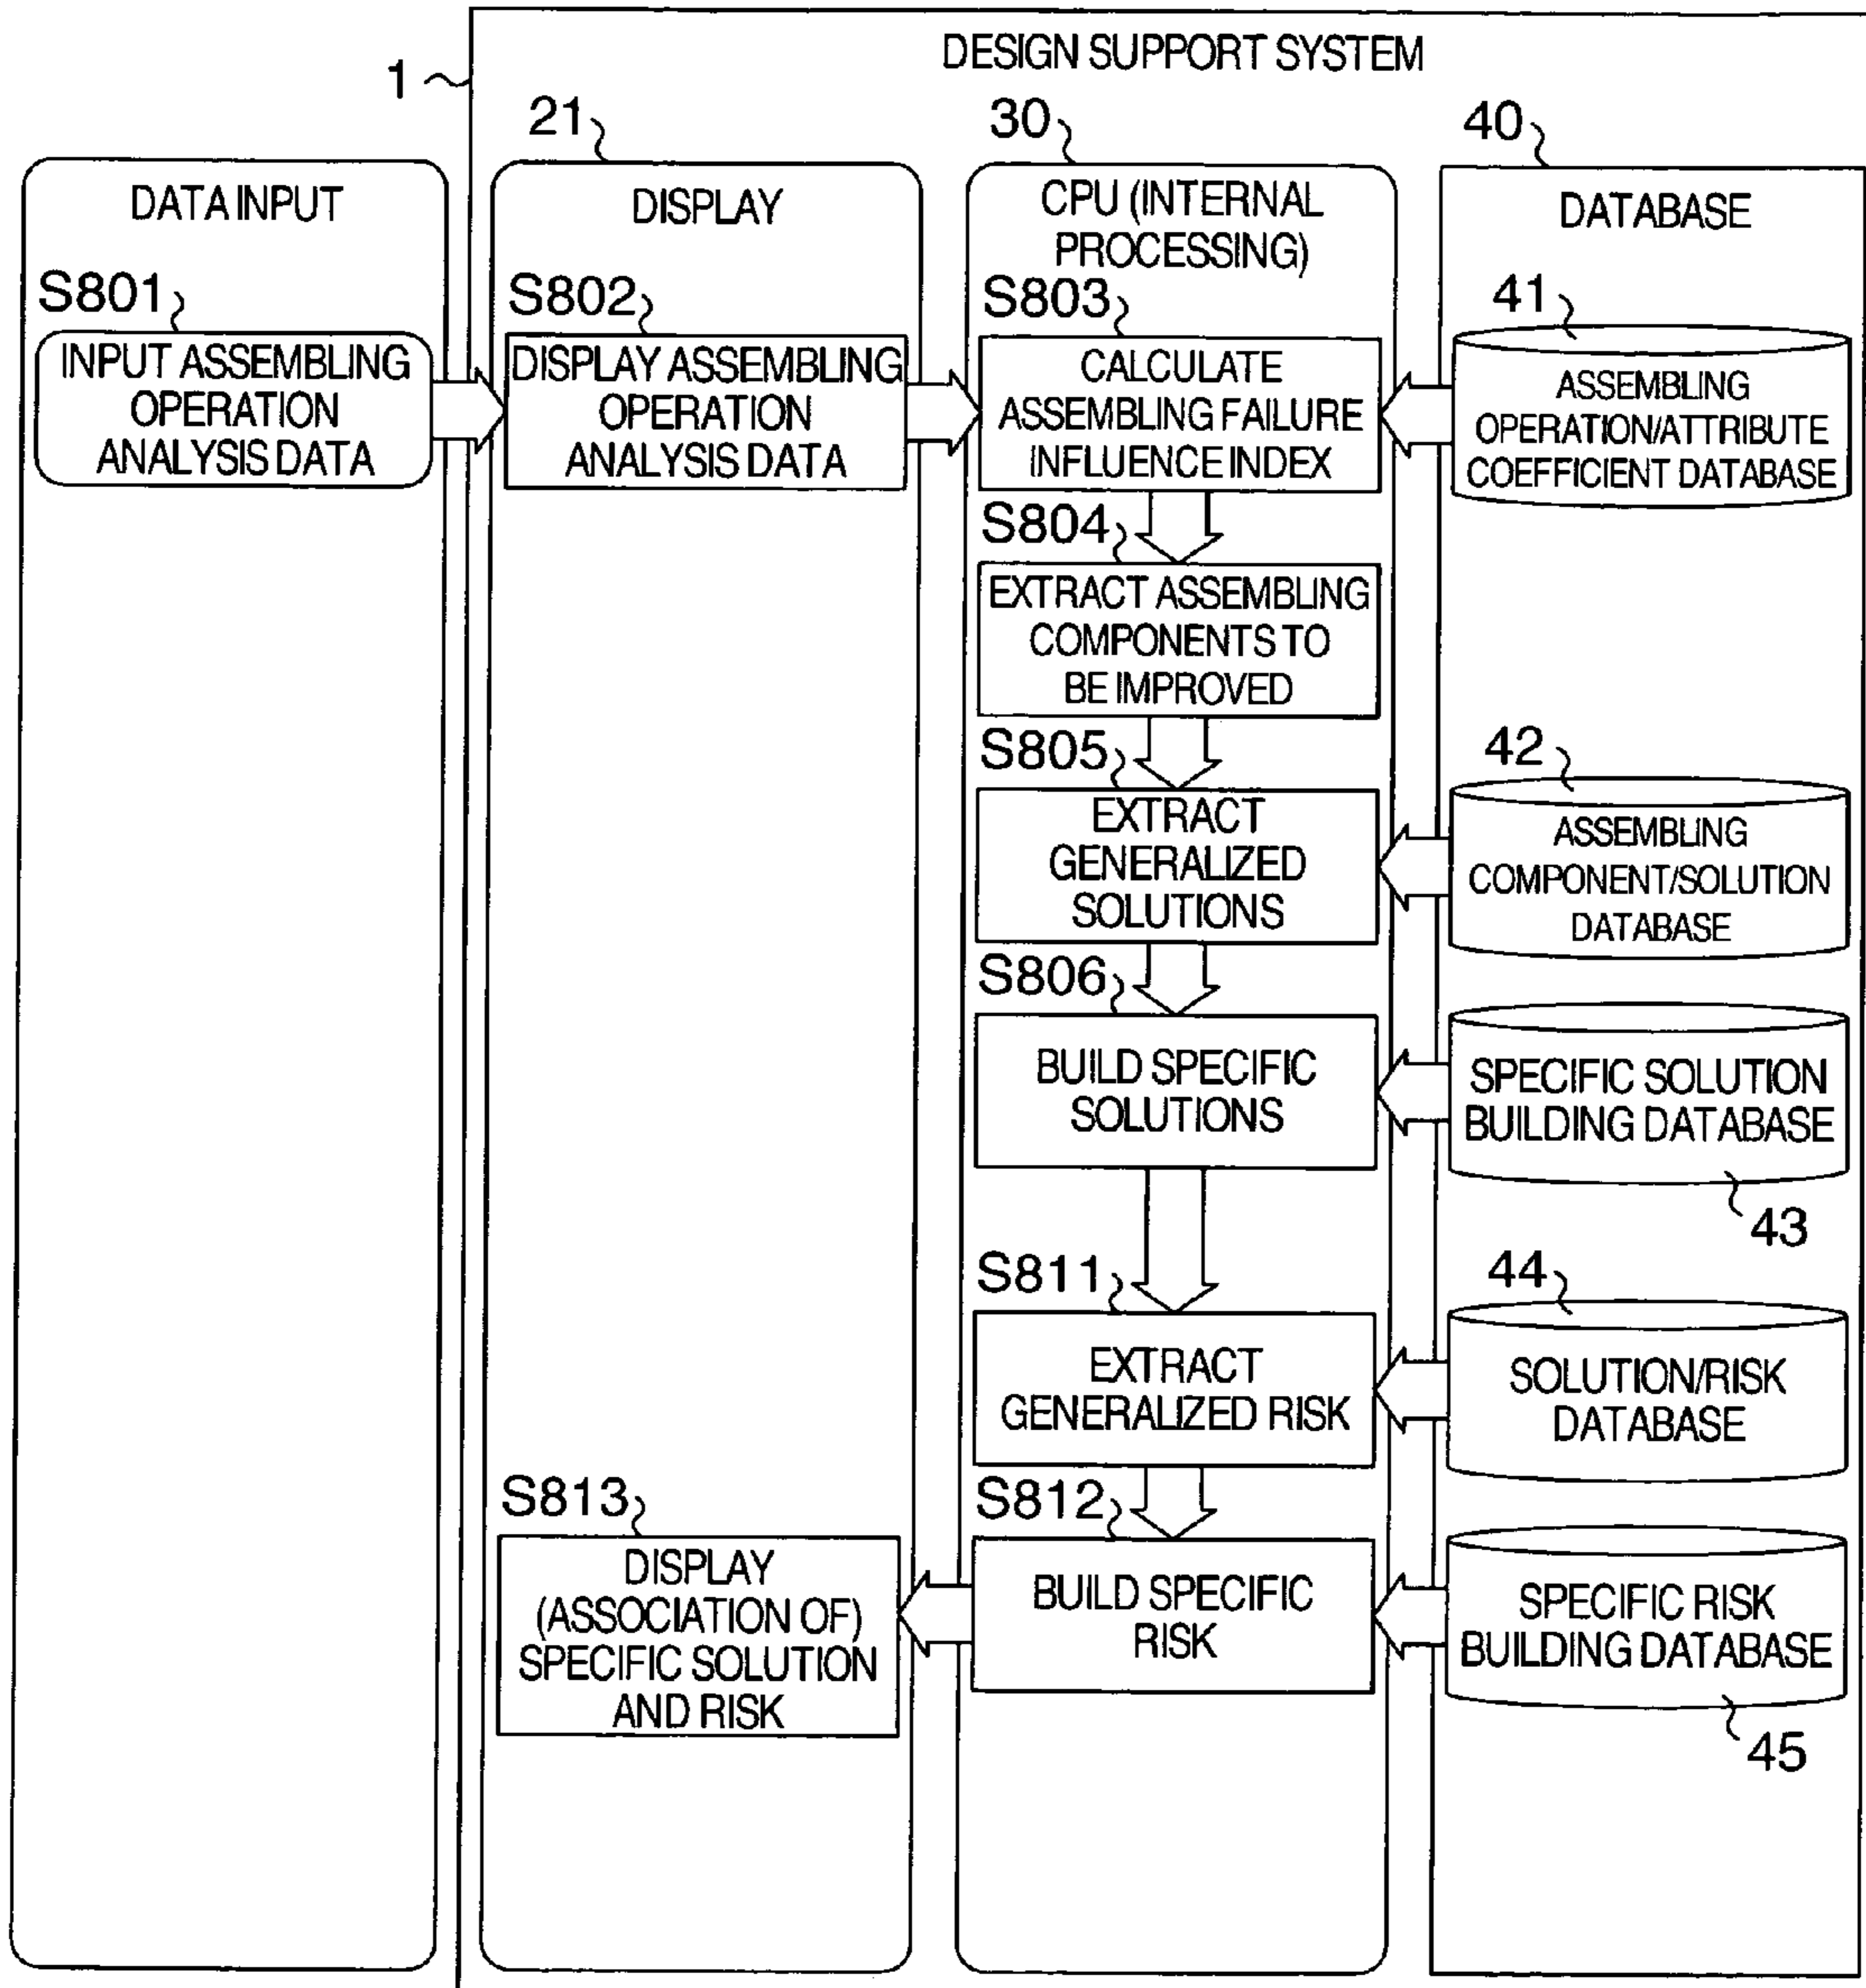 DESIGN SUPPORT SYSTEM
1
21
30
40
DATA INPUT
DISPLAY
CPU (INTERNAL
PROCESSING)
DATABASE
S801
INPUT ASSEMBLING
OPERATION
ANALYSIS DATA
S802
DISPLAY ASSEMBLING
OPERATION
ANALYSIS DATA
S803
CALCULATE
ASSEMBLING FAILURE
INFLUENCE INDEX
41
ASSEMBLING
OPERATION/ATTRIBUTE
COEFFICIENT DATABASE
S804
EXTRACT ASSEMBLING
COMPONENTS TO
BE IMPROVED
S805
EXTRACT
GENERALIZED
SOLUTIONS
42
ASSEMBLING
COMPONENT/SOLUTION
DATABASE
S806
BUILD SPECIFIC
SOLUTIONS
SPECIFIC SOLUTION
BUILDING DATABASE
43
S811
EXTRACT
GENERALIZED RISK
44
SOLUTION/RISK
DATABASE
S813
DISPLAY
(ASSOCIATION OF)
SPECIFIC SOLUTION
AND RISK
S812
BUILD SPECIFIC
RISK
SPECIFIC RISK
BUILDING DATABASE
45